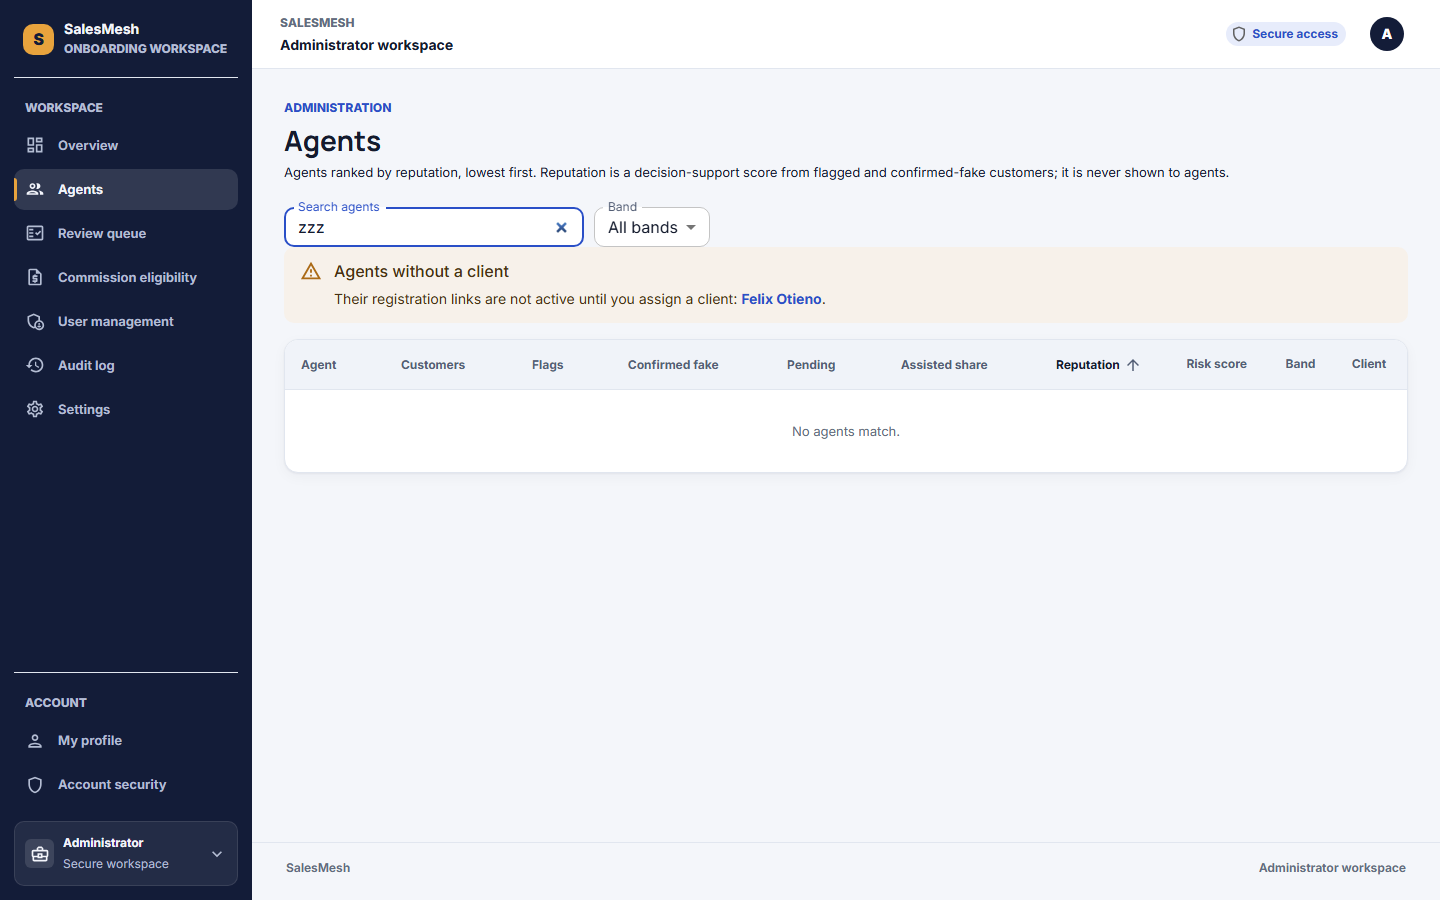 S
SalesMesh
ONBOARDING WORKSPACE
WORKSPACE
Overview
Agents
Review queue
Commission eligibility
User management
Audit log
Settings
ACCOUNT
My profile
Account security
Administrator
Secure workspace
SALESMESH
Administrator workspace
Secure access
A
ADMINISTRATION
Agents
Agents ranked by reputation, lowest first. Reputation is a decision-support score from flagged and confirmed-fake customers; it is never shown to agents.
Search agents
zzz
Band
All bands
Agents without a client
Their registration links are not active until you assign a client: Felix Otieno.
Agent Customers Flags Confirmed fake Pending Assisted share Reputation Risk score Band Client
No agents match.
SalesMesh
Administrator workspace